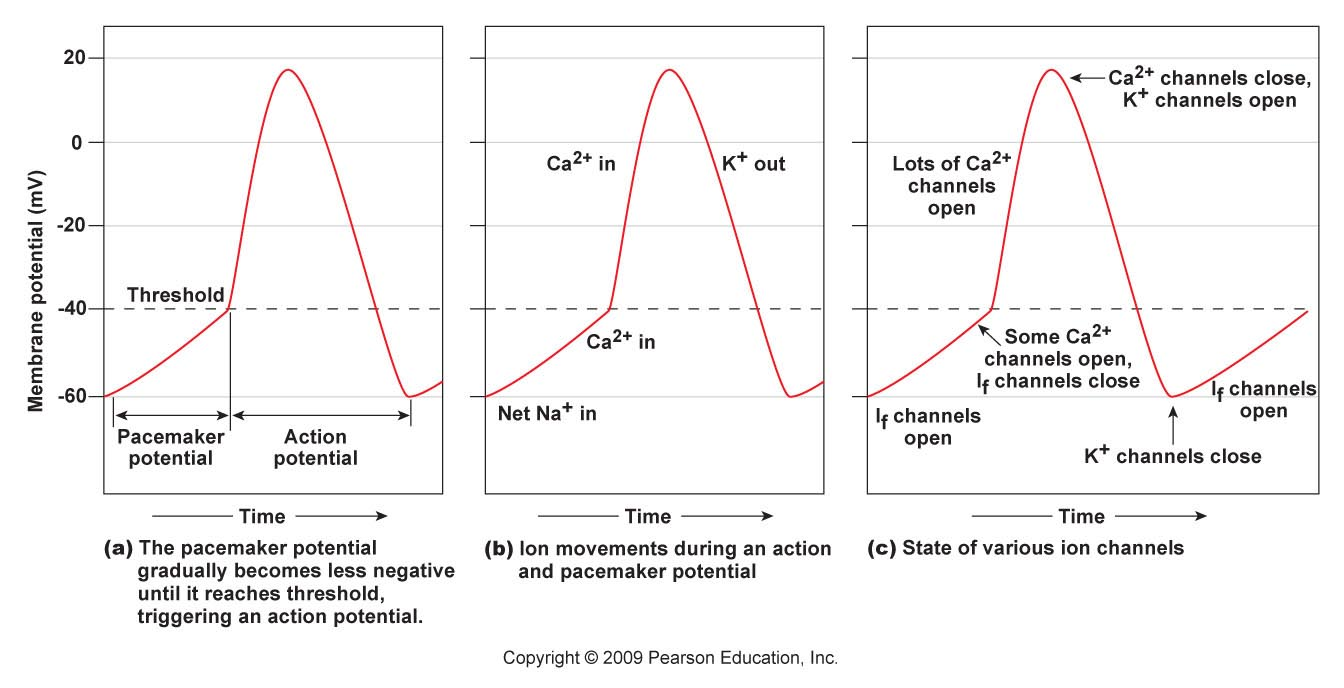 Membrane potential (mV)
20
0
-20
-40
-60
Threshold
Pacemaker
potential
Action
potential
Time
(a) The pacemaker potential
gradually becomes less negative
until it reaches threshold,
triggering an action potential.
Ca2+ in
K+ out
Ca2+ in
Net Na+ in
Time
(b) Ion movements during an action
and pacemaker potential
Ca2+ channels close,
K+ channels open
Lots of Ca2+
channels
open
Some Ca2+
channels open,
If channels close
If channels
open
If channels
open
K+ channels close
Time
(c) State of various ion channels
Copyright © 2009 Pearson Education, Inc.